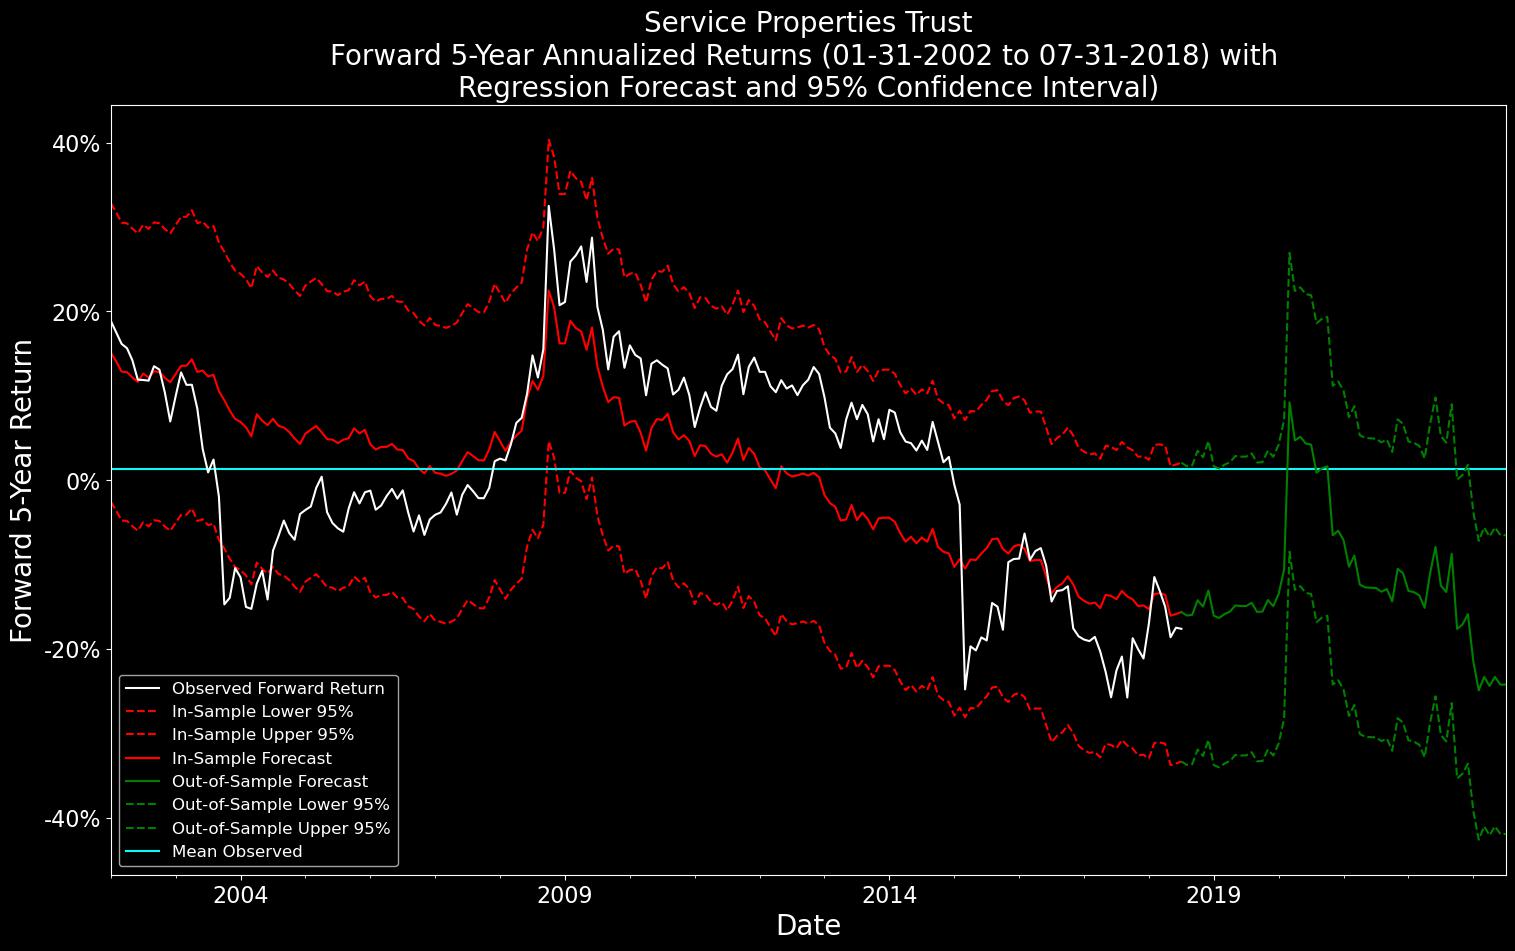 Service Properties Trust
Forward 5-Year Annualized Returns (01-31-2002 to 07-31-2018) with
Regression Forecast and 95% Confidence Interval)
40%
20%
0%
-20%
-40%
Forward 5-Year Return
Observed Forward Return
In-Sample Lower 95%
In-Sample Upper 95%
In-Sample Forecast
Out-of-Sample Forecast
Out-of-Sample Lower 95%
Out-of-Sample Upper 95%
Mean Observed
2004
2009
2014
2019
Date